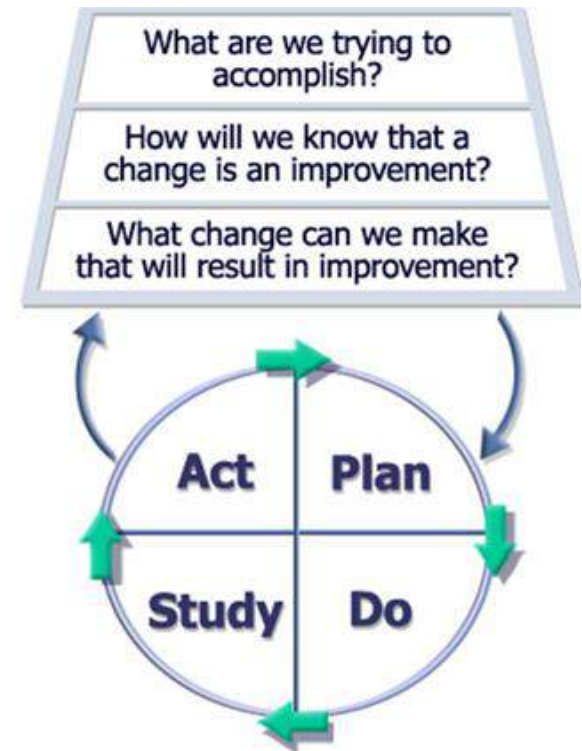 What are we trying to
accomplish?
How will we know that a
change is an improvement?
What change can we make
that will result in improvement?
Act
Plan
Study
Do